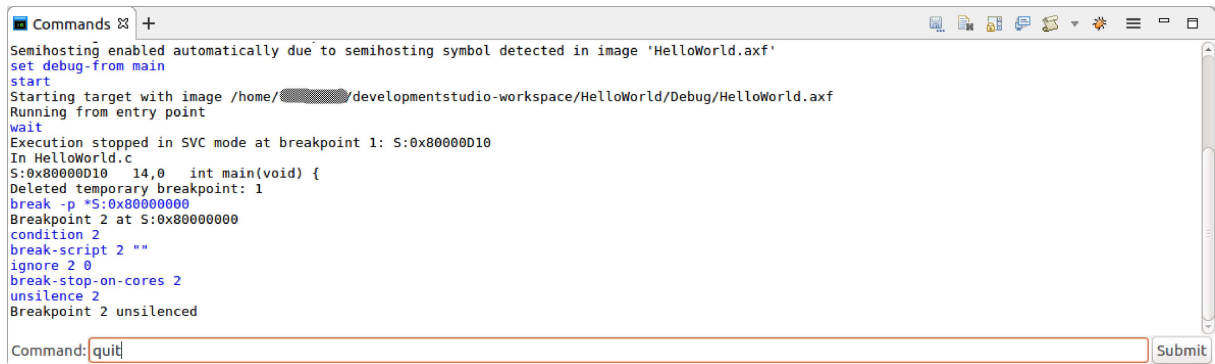 Commands
Semihosting enabled automatically due to semihosting symbol detected in image 'HelloWorld.axf'
set debug-from main
start
Starting target with image /home/ /developmentstudio-workspace/HelloWorld/Debug/HelloWorld.axf
Running from entry point
wait
Execution stopped in SVC mode at breakpoint 1: S:0x80000D10
In HelloWorld.c
S:0x80000D10   14,0   int main(void) {
Deleted temporary breakpoint: 1
break -p *S:0x80000000
Breakpoint 2 at S:0x80000000
condition 2
break-script 2 ""
ignore 2 0
break-stop-on-cores 2
unsilence 2
Breakpoint 2 unsilenced
Command: quit Submit